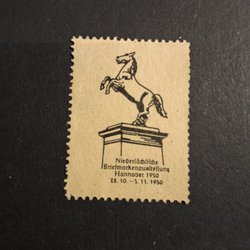 Niedersächsische
Briefmarkenausstellung
Hannover 1950
28.10. - 5.11.1950